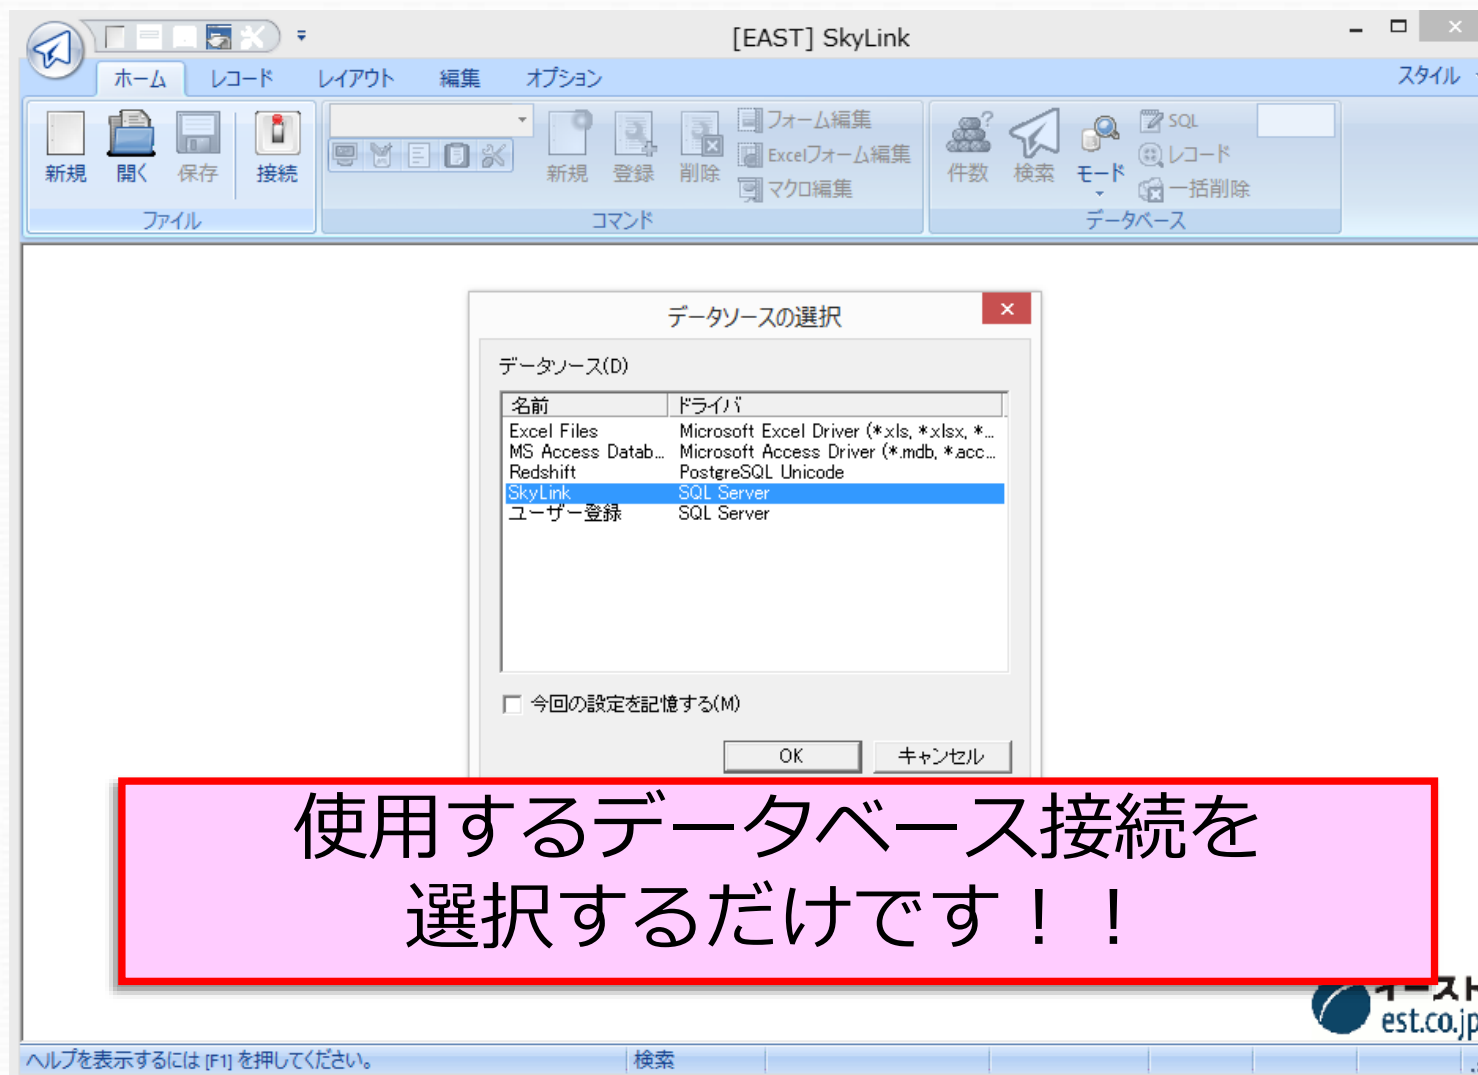 [EAST] SkyLink
ホーム レコード レイアウト 編集 オプション スタイル
新規 開く 保存 接続
新規 登録 削除
フォーム編集
Excelフォーム編集
マクロ編集
件数 検索 モード
SQL
レコード
一括削除
ファイル コマンド データベース
データソースの選択
データソース(D)
名前 ドライバ
Excel Files Microsoft Excel Driver (*.xls, *.xlsx, *...
MS Access Datab... Microsoft Access Driver (*.mdb, *.acc...
Redshift PostgreSQL Unicode
SkyLink SQL Server
ユーザー登録 SQL Server
今回の設定を記憶する(M)
OK キャンセル
使用するデータベース接続を
選択するだけです！！
イースト
est.co.jp
ヘルプを表示するには [F1] を押してください。 検索